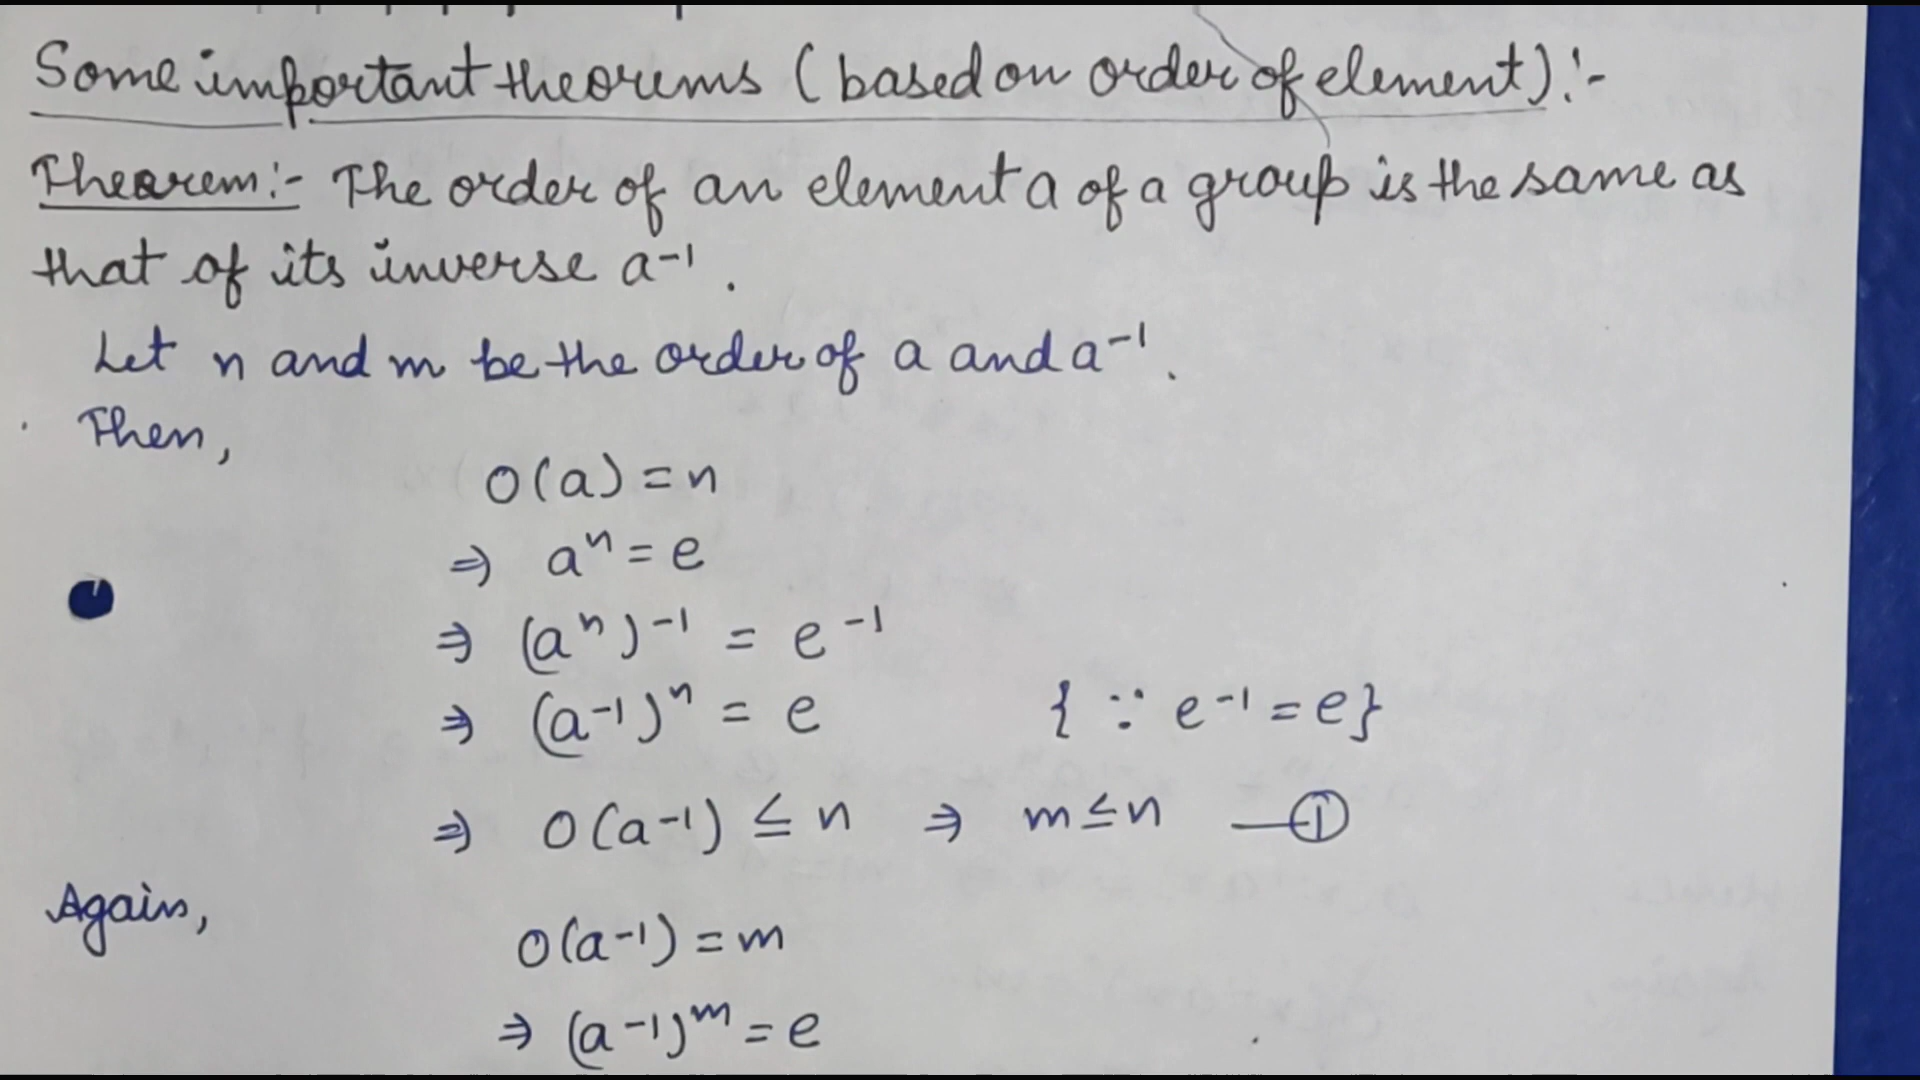 Some important theorems (based on order of element):-
Theorem:- The order of an element a of a group is the same as
that of its inverse a⁻¹.
Let n and m be the order of a and a⁻¹.
Then,
O(a) = n
⇒ aⁿ = e
⇒ (aⁿ)⁻¹ = e⁻¹
⇒ (a⁻¹)ⁿ = e {∵ e⁻¹ = e}
⇒ O(a⁻¹) ≤ n ⇒ m ≤ n —①
Again,
O(a⁻¹) = m
⇒ (a⁻¹)ᵐ = e